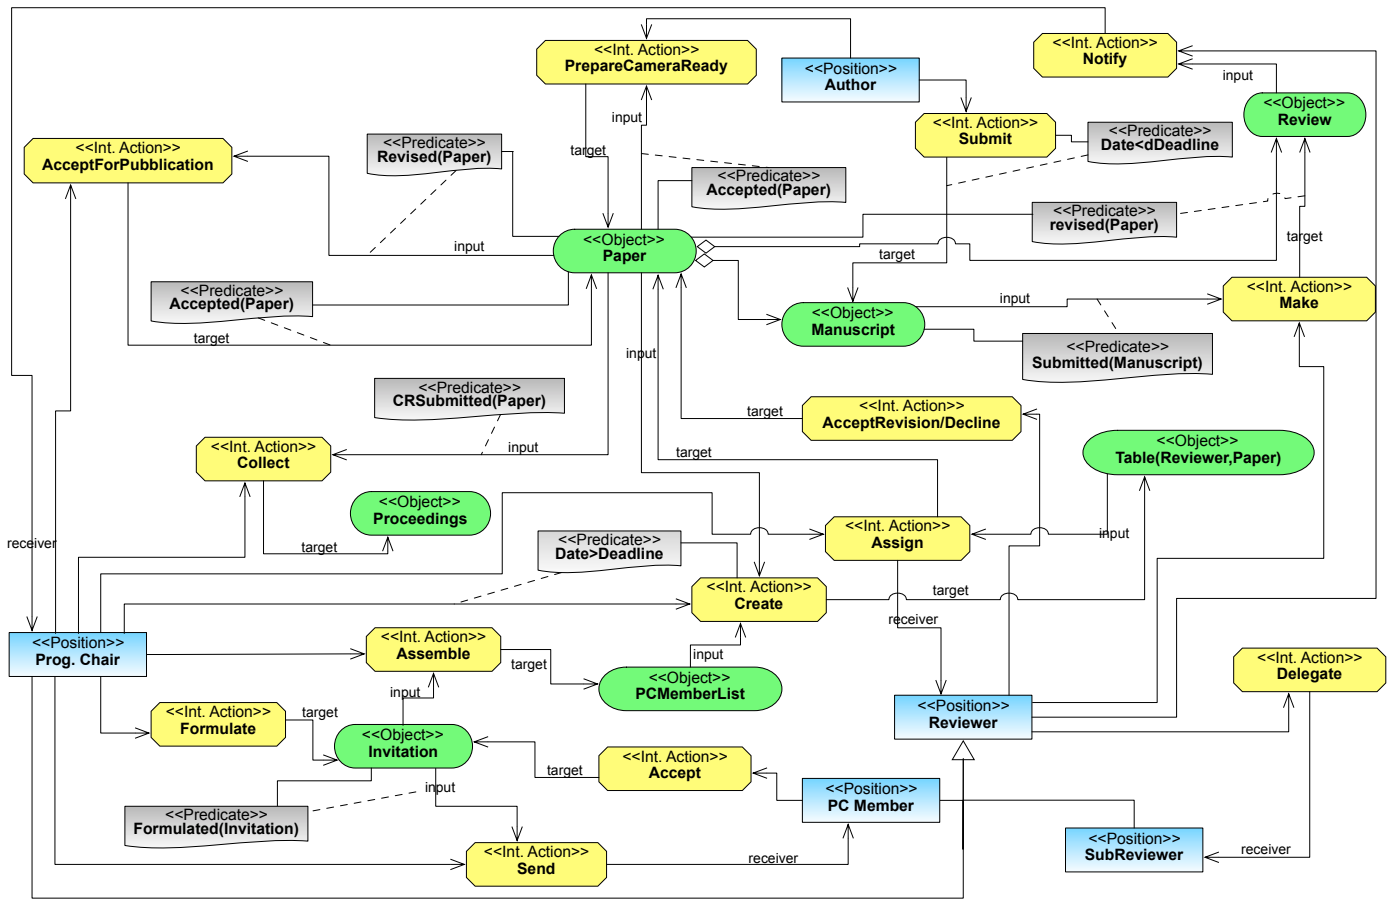 <<Int. Action>>
PrepareCameraReady
<<Position>>
Author
<<Int. Action>>
Notify
input
<<Object>>
Review
<<Int. Action>>
Submit
<<Predicate>>
Date<dDeadline
<<Int. Action>>
AcceptForPubblication
<<Predicate>>
Revised(Paper)
input
target
<<Predicate>>
Accepted(Paper)
<<Predicate>>
revised(Paper)
target
<<Object>>
Paper
input
target
<<Predicate>>
Accepted(Paper)
target
<<Object>>
Manuscript
input
<<Int. Action>>
Make
<<Predicate>>
Submitted(Manuscript)
input
<<Predicate>>
CRSubmitted(Paper)
<<Int. Action>>
AcceptRevision/Decline
target
<<Int. Action>>
Collect
input
target
<<Object>>
Table(Reviewer,Paper)
<<Object>>
Proceedings
target
receiver
<<Predicate>>
Date>Deadline
<<Int. Action>>
Assign
input
<<Int. Action>>
Create
target
receiver
<<Position>>
Prog. Chair
<<Int. Action>>
Assemble
target
input
<<Object>>
PCMemberList
<<Int. Action>>
Delegate
input
<<Int. Action>>
Formulate
target
<<Object>>
Invitation
<<Position>>
Reviewer
target
<<Int. Action>>
Accept
input
<<Position>>
PC Member
<<Predicate>>
Formulated(Invitation)
<<Int. Action>>
Send
receiver
<<Position>>
SubReviewer
receiver